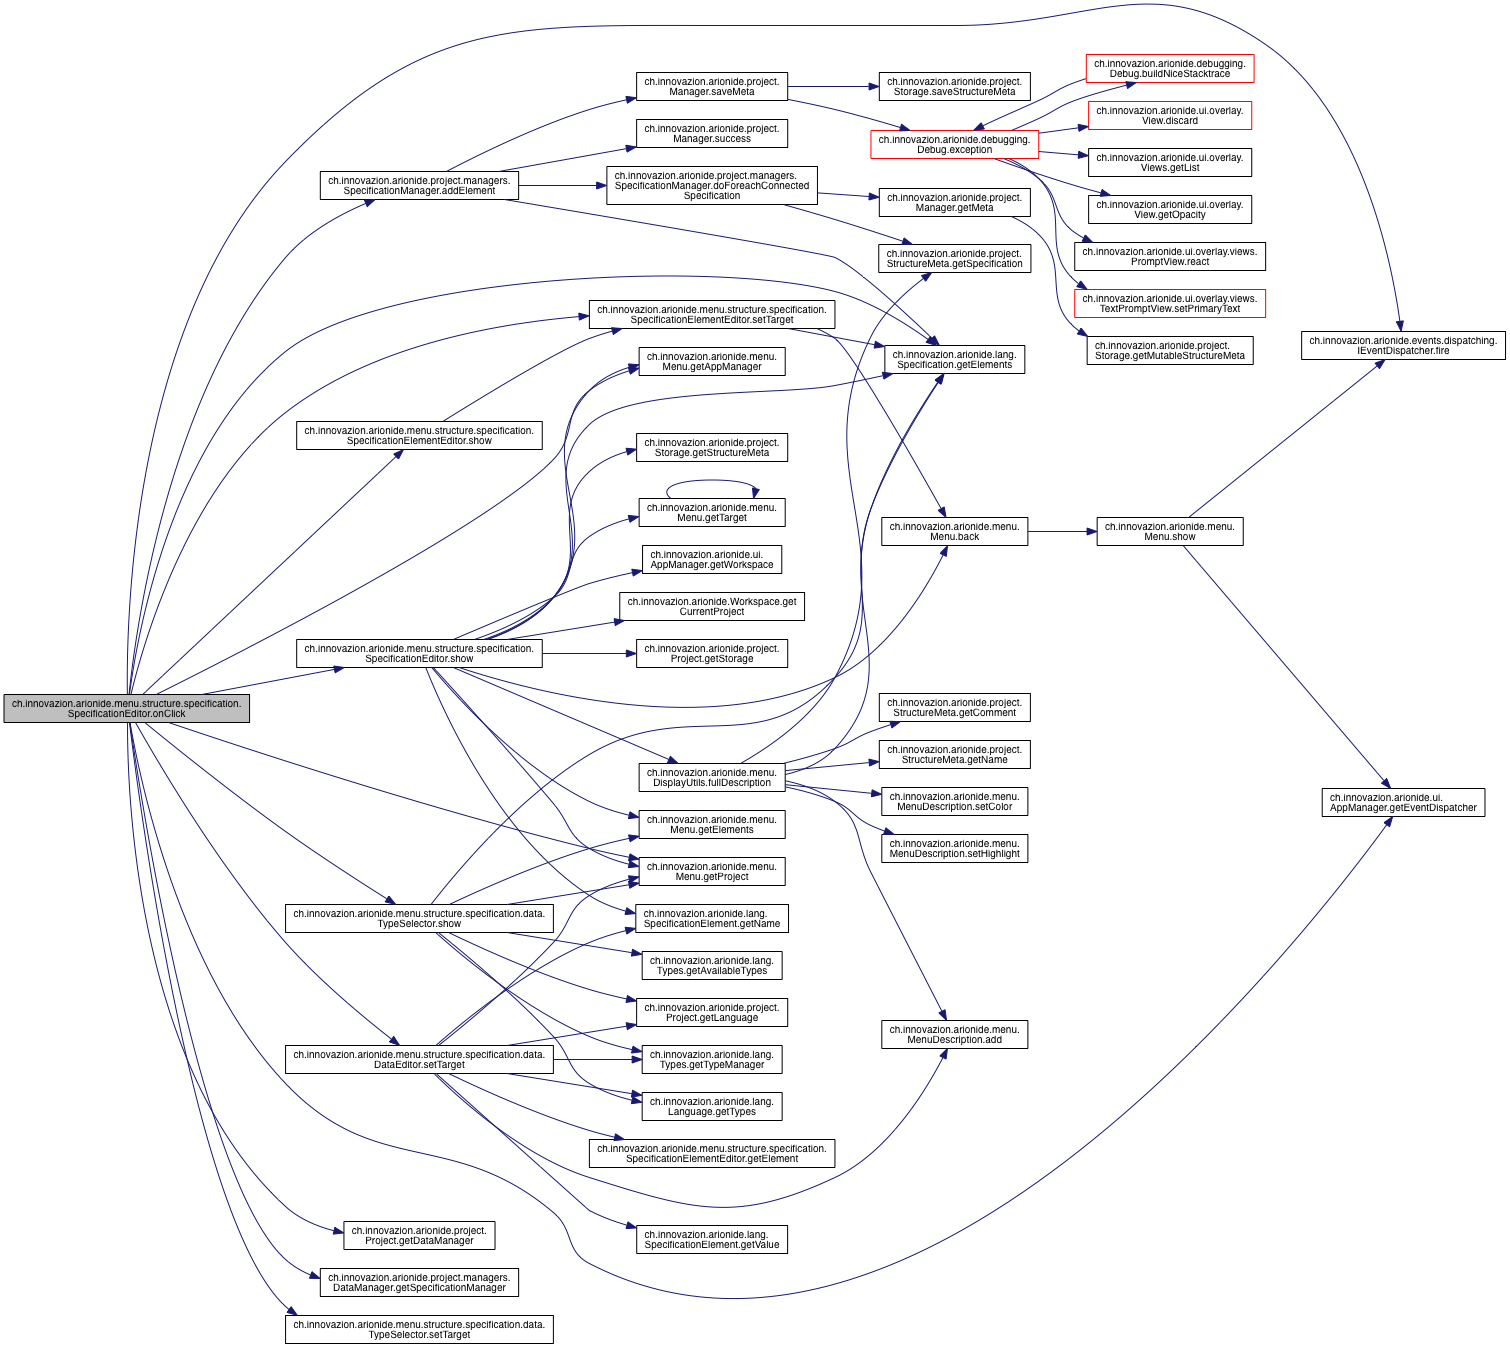 ch.innovazion.arionide.debugging.
Debug.buildNiceStacktrace
ch.innovazion.arionide.project.
Manager.saveMeta
ch.innovazion.arionide.project.
Storage.saveStructureMeta
ch.innovazion.arionide.ui.overlay.
View.discard
ch.innovazion.arionide.project.
Manager.success
ch.innovazion.arionide.debugging.
Debug.exception
ch.innovazion.arionide.ui.overlay.
Views.getList
ch.innovazion.arionide.project.managers.
SpecificationManager.addElement
ch.innovazion.arionide.project.managers.
SpecificationManager.doForeachConnected
Specification
ch.innovazion.arionide.project.
Manager.getMeta
ch.innovazion.arionide.ui.overlay.
View.getOpacity
ch.innovazion.arionide.project.
StructureMeta.getSpecification
ch.innovazion.arionide.ui.overlay.views.
PromptView.react
ch.innovazion.arionide.ui.overlay.views.
TextPromptView.setPrimaryText
ch.innovazion.arionide.menu.structure.specification.
SpecificationElementEditor.setTarget
ch.innovazion.arionide.events.dispatching.
IEventDispatcher.fire
ch.innovazion.arionide.project.
Storage.getMutableStructureMeta
ch.innovazion.arionide.lang.
Specification.getElements
ch.innovazion.arionide.menu.
Menu.getAppManager
ch.innovazion.arionide.menu.structure.specification.
SpecificationElementEditor.show
ch.innovazion.arionide.project.
Storage.getStructureMeta
ch.innovazion.arionide.menu.
Menu.getTarget
ch.innovazion.arionide.menu.
Menu.back
ch.innovazion.arionide.menu.
Menu.show
ch.innovazion.arionide.ui.
AppManager.getWorkspace
ch.innovazion.arionide.Workspace.get
CurrentProject
ch.innovazion.arionide.menu.structure.specification.
SpecificationEditor.show
ch.innovazion.arionide.project.
Project.getStorage
ch.innovazion.arionide.menu.structure.specification.
SpecificationEditor.onClick
ch.innovazion.arionide.project.
StructureMeta.getComment
ch.innovazion.arionide.project.
StructureMeta.getName
ch.innovazion.arionide.menu.
DisplayUtils.fullDescription
ch.innovazion.arionide.menu.
MenuDescription.setColor
ch.innovazion.arionide.ui.
AppManager.getEventDispatcher
ch.innovazion.arionide.menu.
Menu.getElements
ch.innovazion.arionide.menu.
MenuDescription.setHighlight
ch.innovazion.arionide.menu.
Menu.getProject
ch.innovazion.arionide.menu.structure.specification.data.
TypeSelector.show
ch.innovazion.arionide.lang.
SpecificationElement.getName
ch.innovazion.arionide.lang.
Types.getAvailableTypes
ch.innovazion.arionide.project.
Project.getLanguage
ch.innovazion.arionide.menu.
MenuDescription.add
ch.innovazion.arionide.menu.structure.specification.data.
DataEditor.setTarget
ch.innovazion.arionide.lang.
Types.getTypeManager
ch.innovazion.arionide.lang.
Language.getTypes
ch.innovazion.arionide.menu.structure.specification.
SpecificationElementEditor.getElement
ch.innovazion.arionide.project.
Project.getDataManager
ch.innovazion.arionide.lang.
SpecificationElement.getValue
ch.innovazion.arionide.project.managers.
DataManager.getSpecificationManager
ch.innovazion.arionide.menu.structure.specification.data.
TypeSelector.setTarget